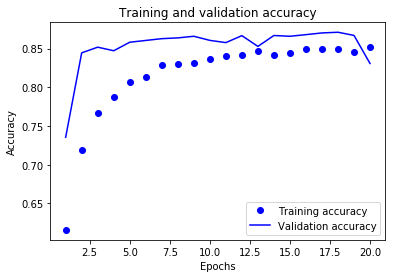 Training and validation accuracy
Accuracy
0.85
0.80
0.75
0.70
0.65
Training accuracy
Validation accuracy
2.5 5.0 7.5 10.0 12.5 15.0 17.5 20.0
Epochs